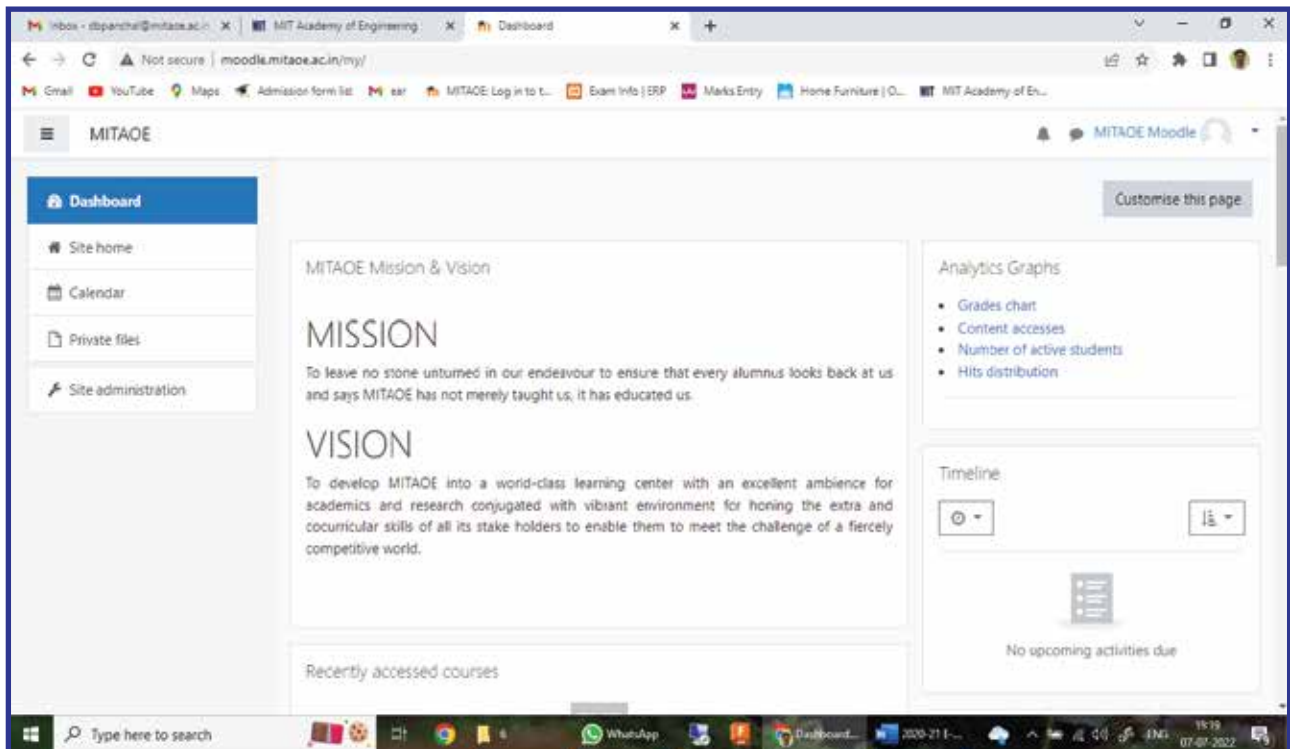 MIT Academy of Engineering
Dashboard
Not secure | moodle.mitaoe.ac.in/my/
Gmail YouTube Maps Admission form list ear MITAOE: Log in to t... Exam Info | ERP Marks Entry Home Furniture | O... MIT Academy of En...
MITAOE
MITAOE Moodle
Dashboard
Customise this page
Site home
Calendar
Private files
Site administration
MITAOE Mission & Vision
MISSION
To leave no stone unturned in our endeavour to ensure that every alumnus looks back at us
and says MITAOE has not merely taught us, it has educated us.
VISION
To develop MITAOE into a world-class learning center with an excellent ambience for
academics and research conjugated with vibrant environment for honing the extra and
cocurricular skills of all its stake holders to enable them to meet the challenge of a fiercely
competitive world.
Recently accessed courses
Analytics Graphs
Grades chart
Content accesses
Number of active students
Hits distribution
Timeline
No upcoming activities due
Type here to search
WhatsApp
Dashboard...
ENG
07-07-2022